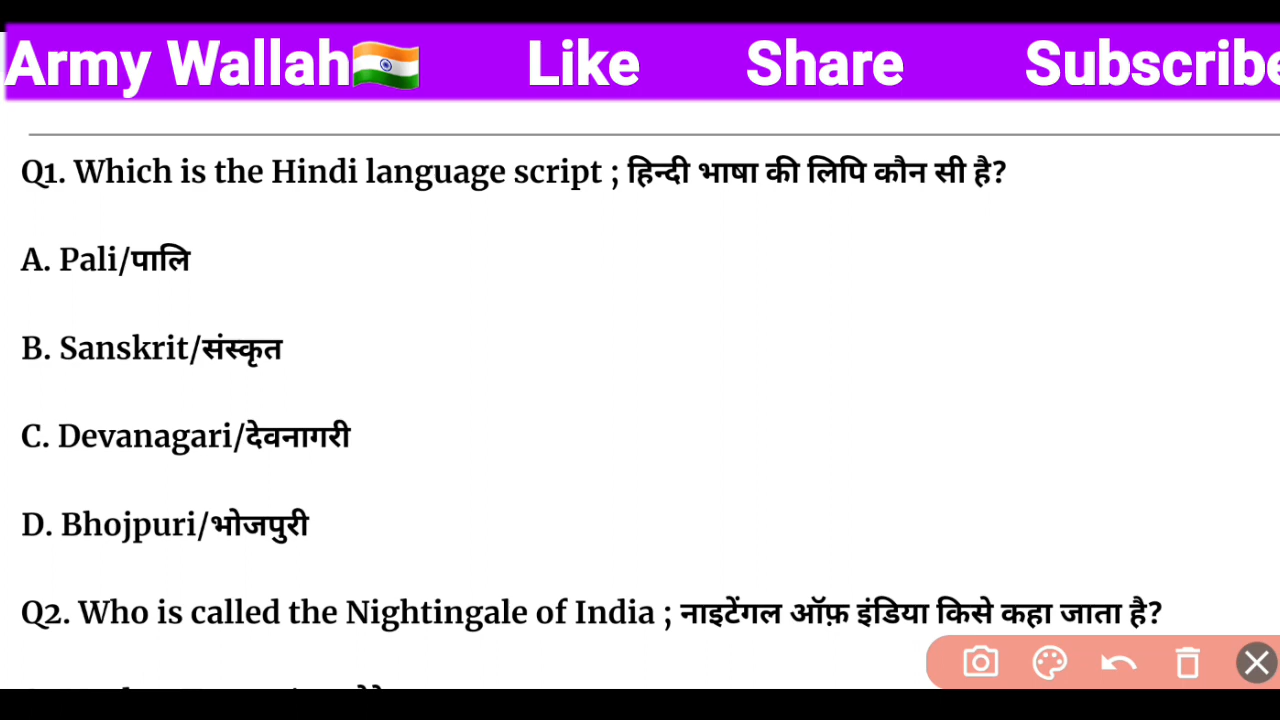 Army Wallah🇮🇳 Like Share Subscribe
Q1. Which is the Hindi language script ; हिन्दी भाषा की लिपि कौन सी है?
A. Pali/पालि
B. Sanskrit/संस्कृत
C. Devanagari/देवनागरी
D. Bhojpuri/भोजपुरी
Q2. Who is called the Nightingale of India ; नाइटेंगल ऑफ़ इंडिया किसे कहा जाता है?